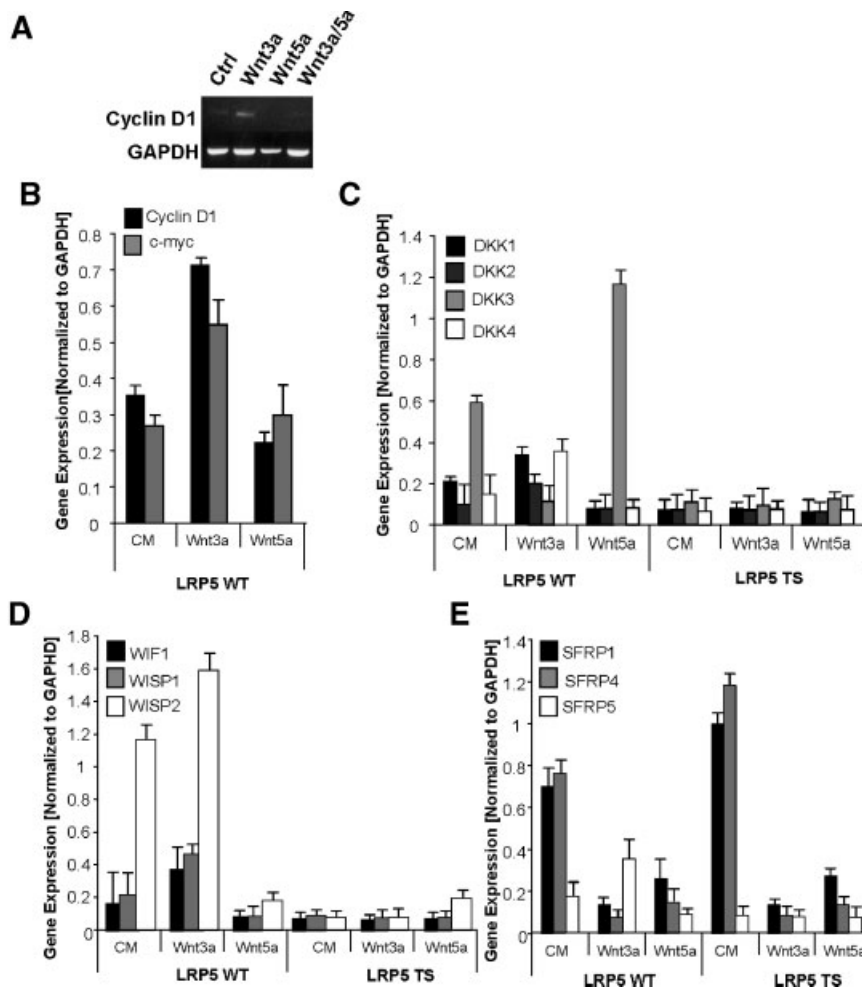 A
Ctrl
Wnt3a
Wnt5a
Wnt3a/5a
Cyclin D1
GAPDH
B
Cyclin D1
c-myc
Gene Expression[Normalized to GAPDH]
0.8
0.7
0.6
0.5
0.4
0.3
0.2
0.1
0
CM Wnt3a Wnt5a
LRP5 WT
C
DKK1
DKK2
DKK3
DKK4
Gene Expression [Normalized to GAPDH]
1.4
1.2
1
0.8
0.6
0.4
0.2
0
CM Wnt3a Wnt5a CM Wnt3a Wnt5a
LRP5 WT LRP5 TS
D
WIF1
WISP1
WISP2
Gene Expression [Normalized to GAPHD]
1.8
1.6
1.4
1.2
1
0.8
0.6
0.4
0.2
0
CM Wnt3a Wnt5a CM Wnt3a Wnt5a
LRP5 WT LRP5 TS
E
SFRP1
SFRP4
SFRP5
Gene Expression [Normalized to GAPDH]
1.4
1.2
1
0.8
0.6
0.4
0.2
0
CM Wnt3a Wnt5a CM Wnt3a Wnt5a
LRP5 WT LRP5 TS